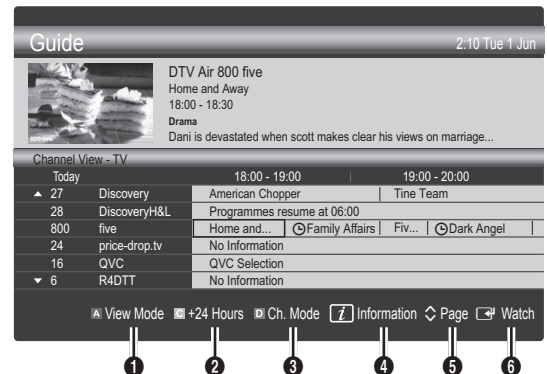 Guide
2:10 Tue 1 Jun
DTV Air 800 five
Home and Away
18:00 - 18:30
Drama
Dani is devastated when scott makes clear his views on marriage...
800 five
Channel View - TV
Today 18:00 - 19:00 19:00 - 20:00
▲ 27 Discovery American Chopper Tine Team
28 DiscoveryH&L Programmes resume at 06:00
800 five Home and... Family Affairs Fiv... Dark Angel
24 price-drop.tv No Information
16 QVC QVC Selection
▼ 6 R4DTT No Information
A View Mode C +24 Hours D Ch. Mode i Information Page Watch
1 2 3 4 5 6